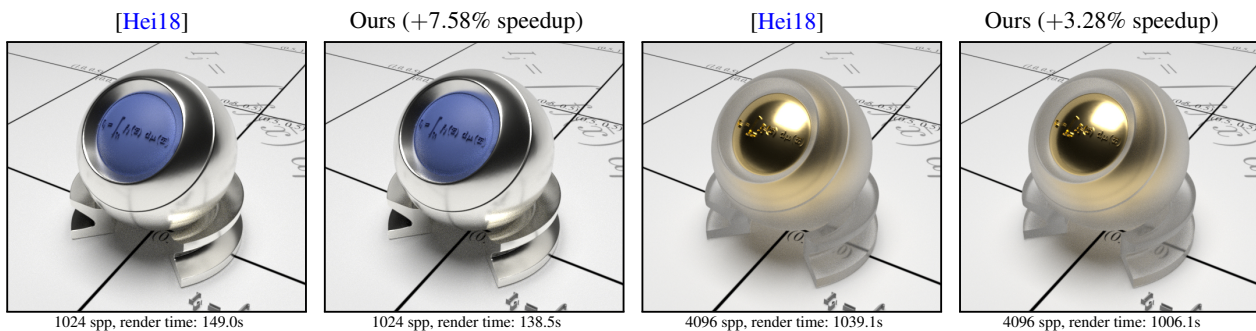 [Hei18]
Ours (+7.58% speedup)
[Hei18]
Ours (+3.28% speedup)
1024 spp, render time: 149.0s
1024 spp, render time: 138.5s
4096 spp, render time: 1039.1s
4096 spp, render time: 1006.1s